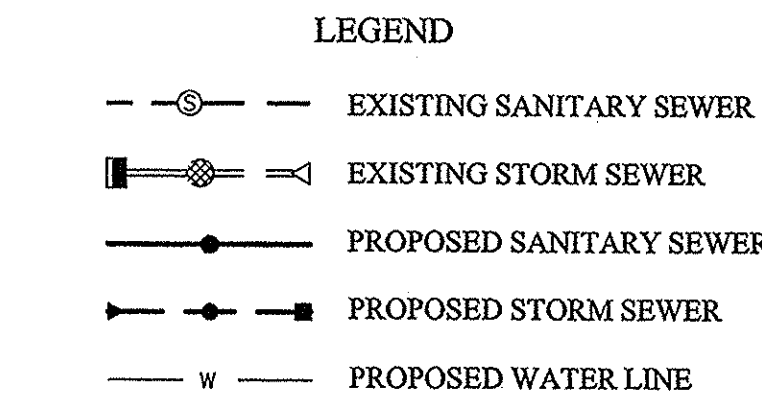 LEGEND
S EXISTING SANITARY SEWER
EXISTING STORM SEWER
PROPOSED SANITARY SEWER
PROPOSED STORM SEWER
W PROPOSED WATER LINE